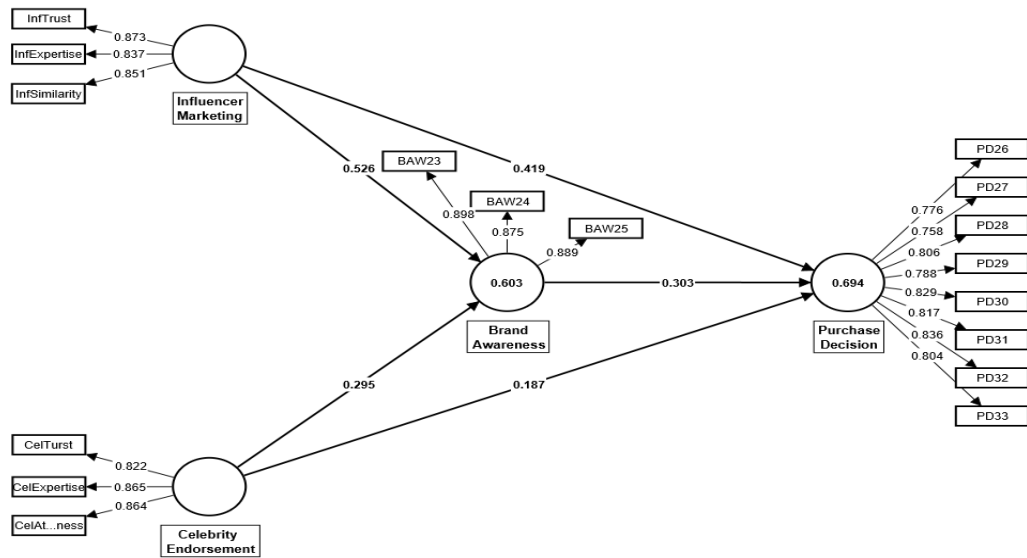 InfTrust
InfExpertise
InfSimilarity
0.873
0.837
0.851
Influencer
Marketing
0.526
0.419
BAW23
BAW24
BAW25
0.898
0.875
0.889
0.603
Brand
Awareness
0.303
0.295
0.187
CelTurst
CelExpertise
CelAt...ness
0.822
0.865
0.864
Celebrity
Endorsement
0.694
Purchase
Decision
0.776
0.758
0.806
0.788
0.829
0.817
0.836
0.804
PD26
PD27
PD28
PD29
PD30
PD31
PD32
PD33